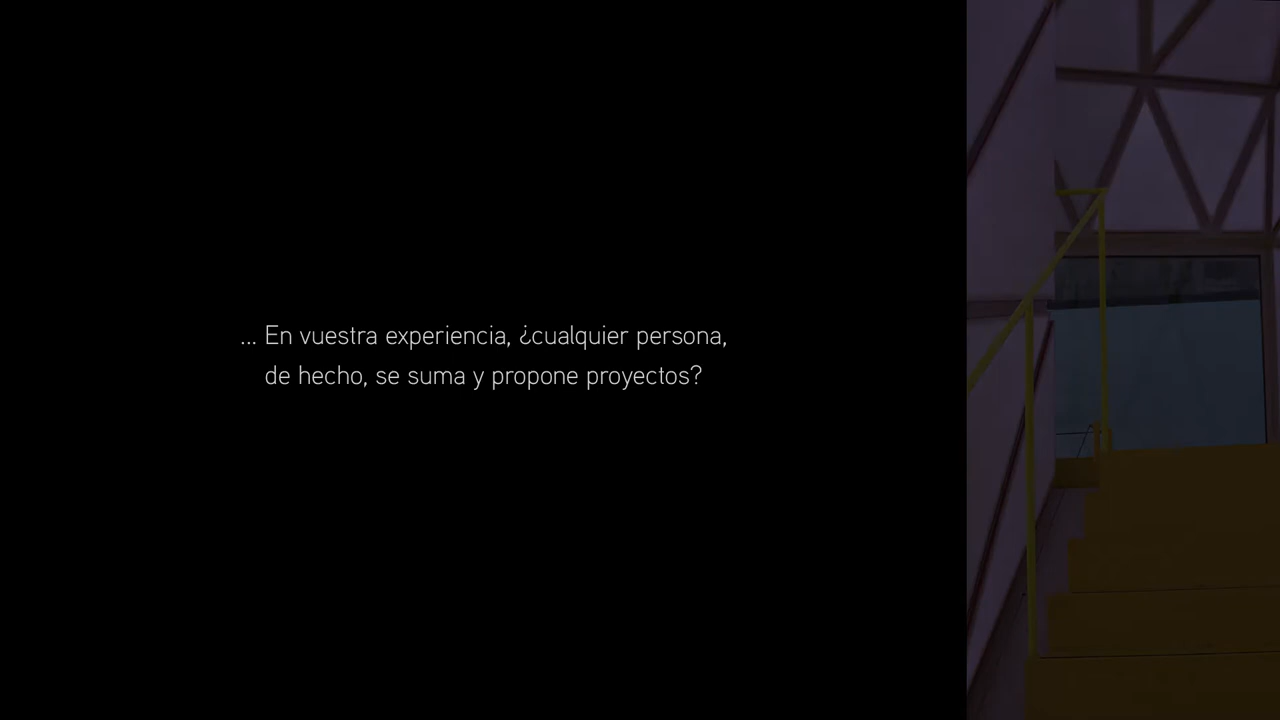 ... En vuestra experiencia, ¿cualquier persona,
de hecho, se suma y propone proyectos?